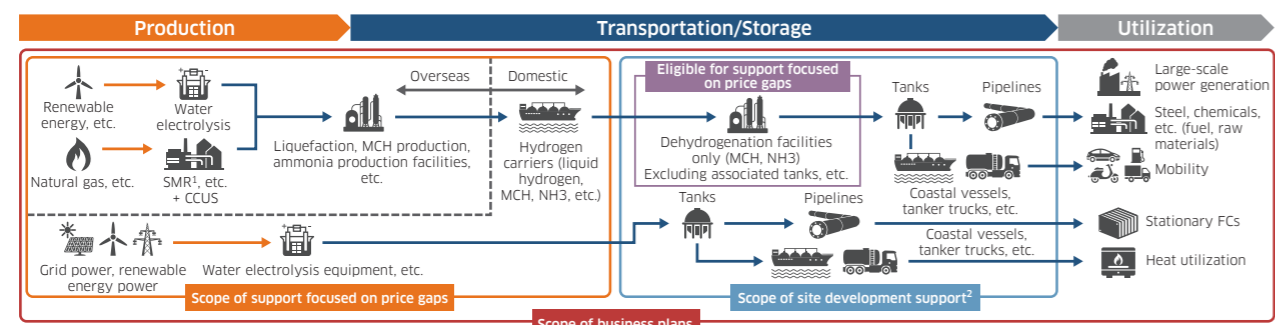 Production
Transportation/Storage
Utilization
Renewable
energy, etc.
Water
electrolysis
Natural gas, etc.
SMR¹, etc.
+ CCUS
Liquefaction, MCH production,
ammonia production facilities,
etc.
Overseas
Domestic
Hydrogen
carriers (liquid
hydrogen,
MCH, NH3, etc.)
Eligible for support focused
on price gaps
Dehydrogenation facilities
only (MCH, NH3)
Excluding associated tanks, etc.
Tanks
Pipelines
Coastal vessels,
tanker trucks, etc.
Large-scale
power generation
Steel, chemicals,
etc. (fuel, raw
materials)
Mobility
Grid power, renewable
energy power
Water electrolysis equipment, etc.
Tanks
Pipelines
Coastal vessels,
tanker trucks, etc.
Stationary FCs
Heat utilization
Scope of support focused on price gaps
Scope of site development support²
Scope of business plans